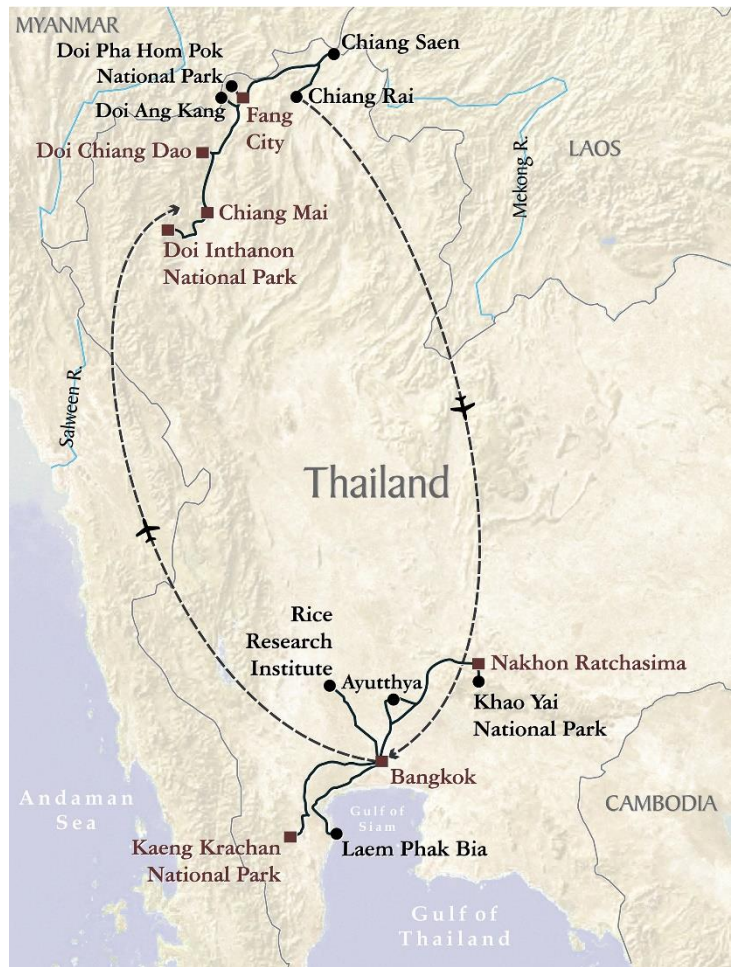 MYANMAR
Chiang Saen
Doi Pha Hom Pok
National Park
Doi Ang Kang
Fang
City
Chiang Rai
Doi Chiang Dao
LAOS
Mekong R.
Chiang Mai
Doi Inthanon
National Park
Salween R.
Thailand
Rice
Research
Institute
Ayutthya
Nakhon Ratchasima
Khao Yai
National Park
Bangkok
Andaman
Sea
Gulf of
Siam
CAMBODIA
Kaeng Krachan
National Park
Laem Phak Bia
Gulf of
Thailand